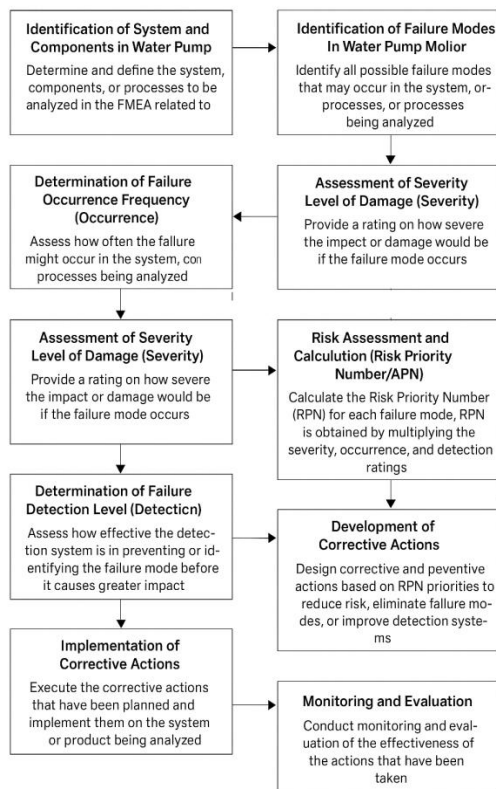 Identification of System and
Components in Water Pump
Determine and define the system,
components, or processes to be
analyzed in the FMEA related to
Identification of Failure Modes
In Water Pump Molior
Identify all possible failure modes
that may occur in the system, or-
processes, or processes
being analyzed
Assessment of Severity
Level of Damage (Severity)
Provide a rating on how severe
the impact or damage would be
if the failure mode occurs
Determination of Failure
Occurrence Frequency
(Occurrence)
Assess how often the faılure
might occur in the system, con
processes being analyzed
Assessment of Severity
Level of Damage (Severity)
Provide a rating on how severe
the impact or damage would be
if the failure mode occurs
Risk Assessment and
Calculution (Risk Priority
Number/APN)
Calculate the Risk Priority Number
(RPN) for each failure mode, RPN
is obtained by multiplying the
severity, occurrence, and detection
ratings
Determination of Failure
Detection Level (Detecticn)
Assess how effective the detec-
tion system is in preventing or id-
entifying the failure mode before
it causes greater impact
Development of
Corrective Actions
Design corrective and peventive
actions based on RPN priorities to
reduce risk, eliminate faılure mo-
des, or improve detection syste-
ms
Implementation of
Corrective Actions
Execute the corrective actions
that have been planned and
implement them on the system
or product being analyzed
Monitoring and Evaluation
Conduct monitoring and eva-
luation of the effectiveness of
the actions that have been
taken